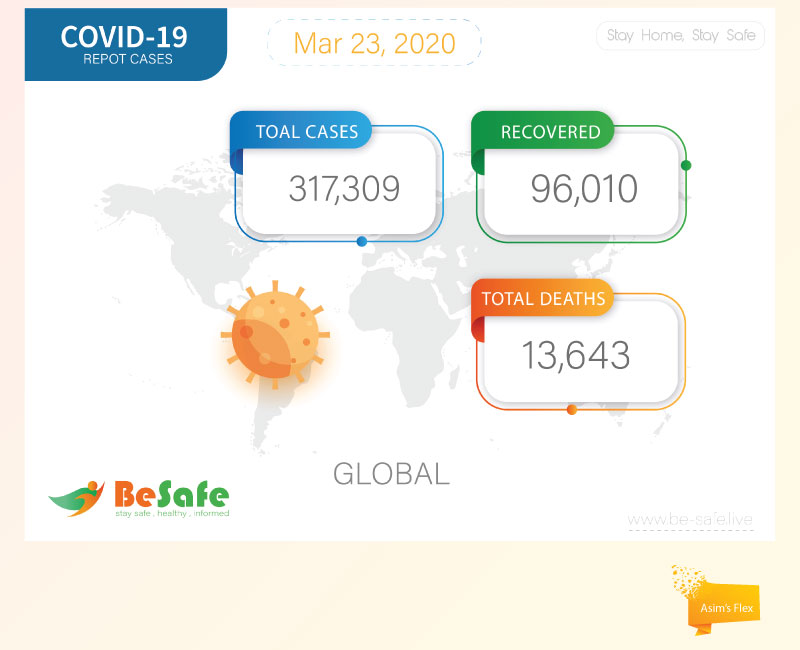 COVID-19
REPOT CASES
Mar 23, 2020
Stay Home, Stay Safe
TOAL CASES
317,309
RECOVERED
96,010
TOTAL DEATHS
13,643
GLOBAL
BeSafe
stay safe . healthy . informed
www.be-safe.live
Asim's Flex